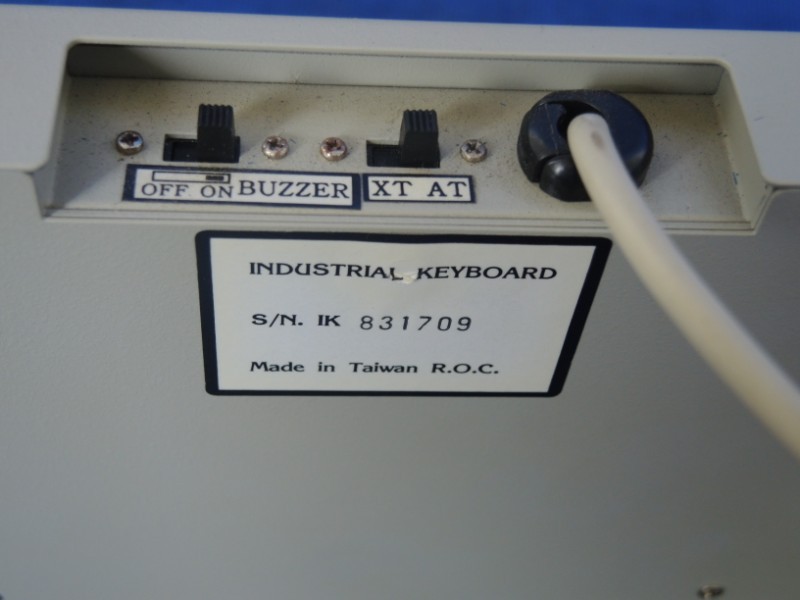 OFF ON BUZZER
XT AT
INDUSTRIAL KEYBOARD
S/N. IK 831709
Made in Taiwan R.O.C.